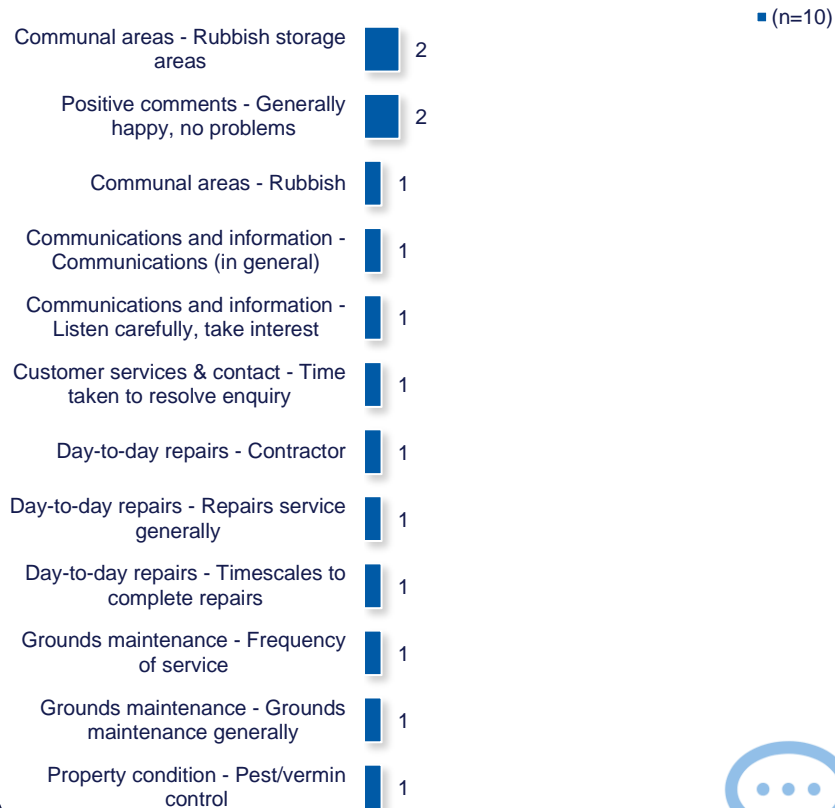 (n=10)
Communal areas - Rubbish storage
areas
2
Positive comments - Generally
happy, no problems
2
Communal areas - Rubbish
1
Communications and information -
Communications (in general)
1
Communications and information -
Listen carefully, take interest
1
Customer services & contact - Time
taken to resolve enquiry
1
Day-to-day repairs - Contractor
1
Day-to-day repairs - Repairs service
generally
1
Day-to-day repairs - Timescales to
complete repairs
1
Grounds maintenance - Frequency
of service
1
Grounds maintenance - Grounds
maintenance generally
1
Property condition - Pest/vermin
control
1